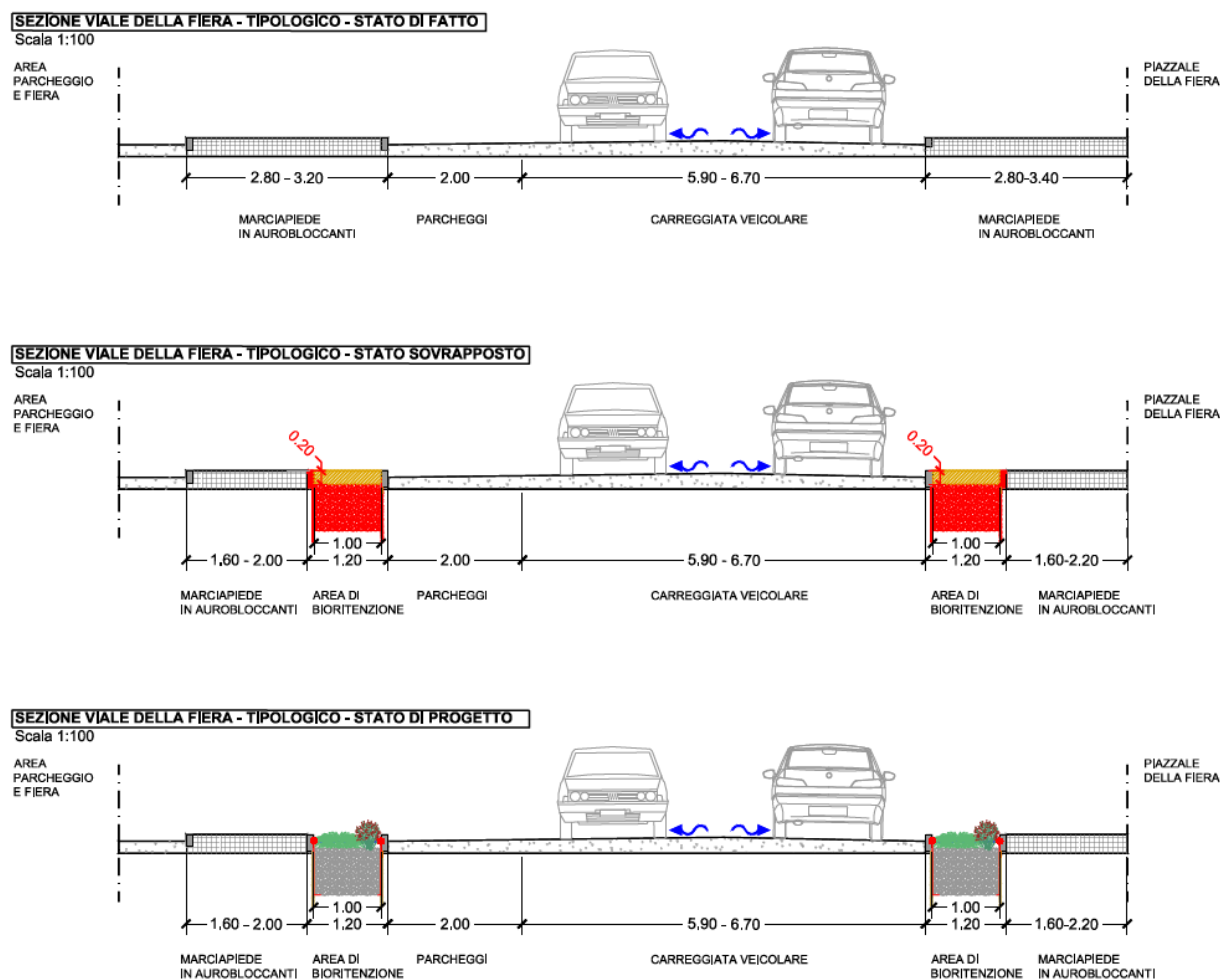 SEZIONE VIALE DELLA FIERA - TIPOLOGICO - STATO DI FATTO
Scala 1:100
AREA
PARCHEGGIO
E FIERA
PIAZZALE
DELLA FIERA
2.80 - 3.20
2.00
5.90 - 6.70
2.80-3.40
MARCIAPIEDE
IN AUROBLOCCANTI
PARCHEGGI
CARREGGIATA VEICOLARE
MARCIAPIEDE
IN AUROBLOCCANTI
SEZIONE VIALE DELLA FIERA - TIPOLOGICO - STATO SOVRAPPOSTO
Scala 1:100
AREA
PARCHEGGIO
E FIERA
PIAZZALE
DELLA FIERA
0.20
0.20
1.00
1.00
1.60 - 2.00
1.20
2.00
5.90 - 6.70
1.20
1.60-2.20
MARCIAPIEDE
IN AUROBLOCCANTI
AREA DI
BIORITENZIONE
PARCHEGGI
CARREGGIATA VEICOLARE
AREA DI
BIORITENZIONE
MARCIAPIEDE
IN AUROBLOCCANTI
SEZIONE VIALE DELLA FIERA - TIPOLOGICO - STATO DI PROGETTO
Scala 1:100
AREA
PARCHEGGIO
E FIERA
PIAZZALE
DELLA FIERA
1.00
1.00
1.60 - 2.00
1.20
2.00
5.90 - 6.70
1.20
1.60-2.20
MARCIAPIEDE
IN AUROBLOCCANTI
AREA DI
BIORITENZIONE
PARCHEGGI
CARREGGIATA VEICOLARE
AREA DI
BIORITENZIONE
MARCIAPIEDE
IN AUROBLOCCANTI